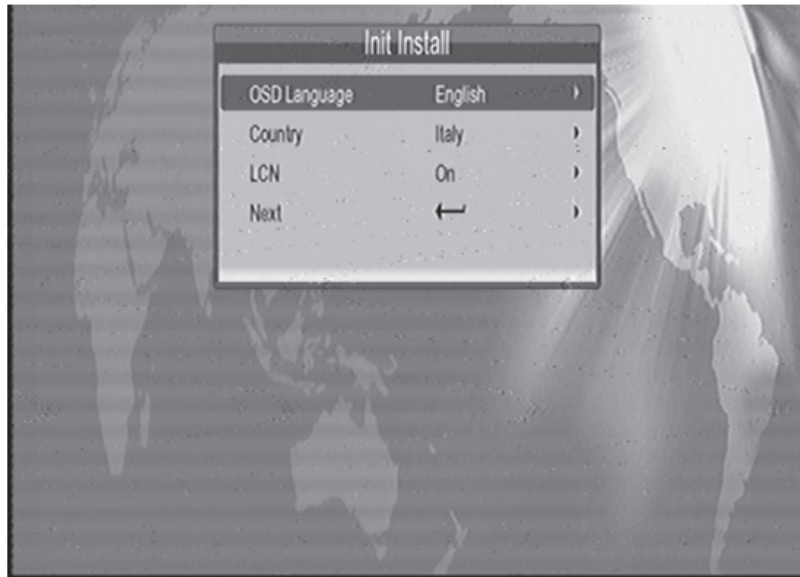 Init Install
OSD Language English
Country Italy
LCN On
Next